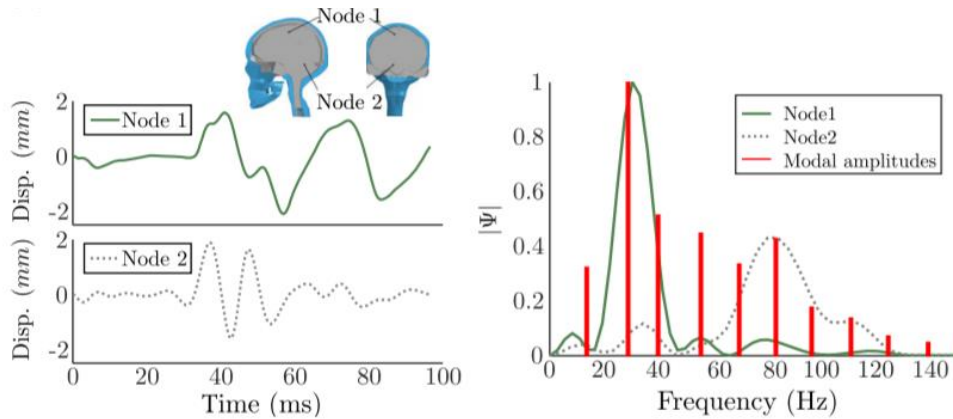 Node 1
Node 2
Disp. (mm)
2
0
-2
Node 1
Disp. (mm)
2
0
-2
Node 2
0 20 40 60 80 100
Time (ms)
|Ψ|
1
0.8
0.6
0.4
0.2
0
Node1
Node2
Modal amplitudes
0 20 40 60 80 100 120 140
Frequency (Hz)